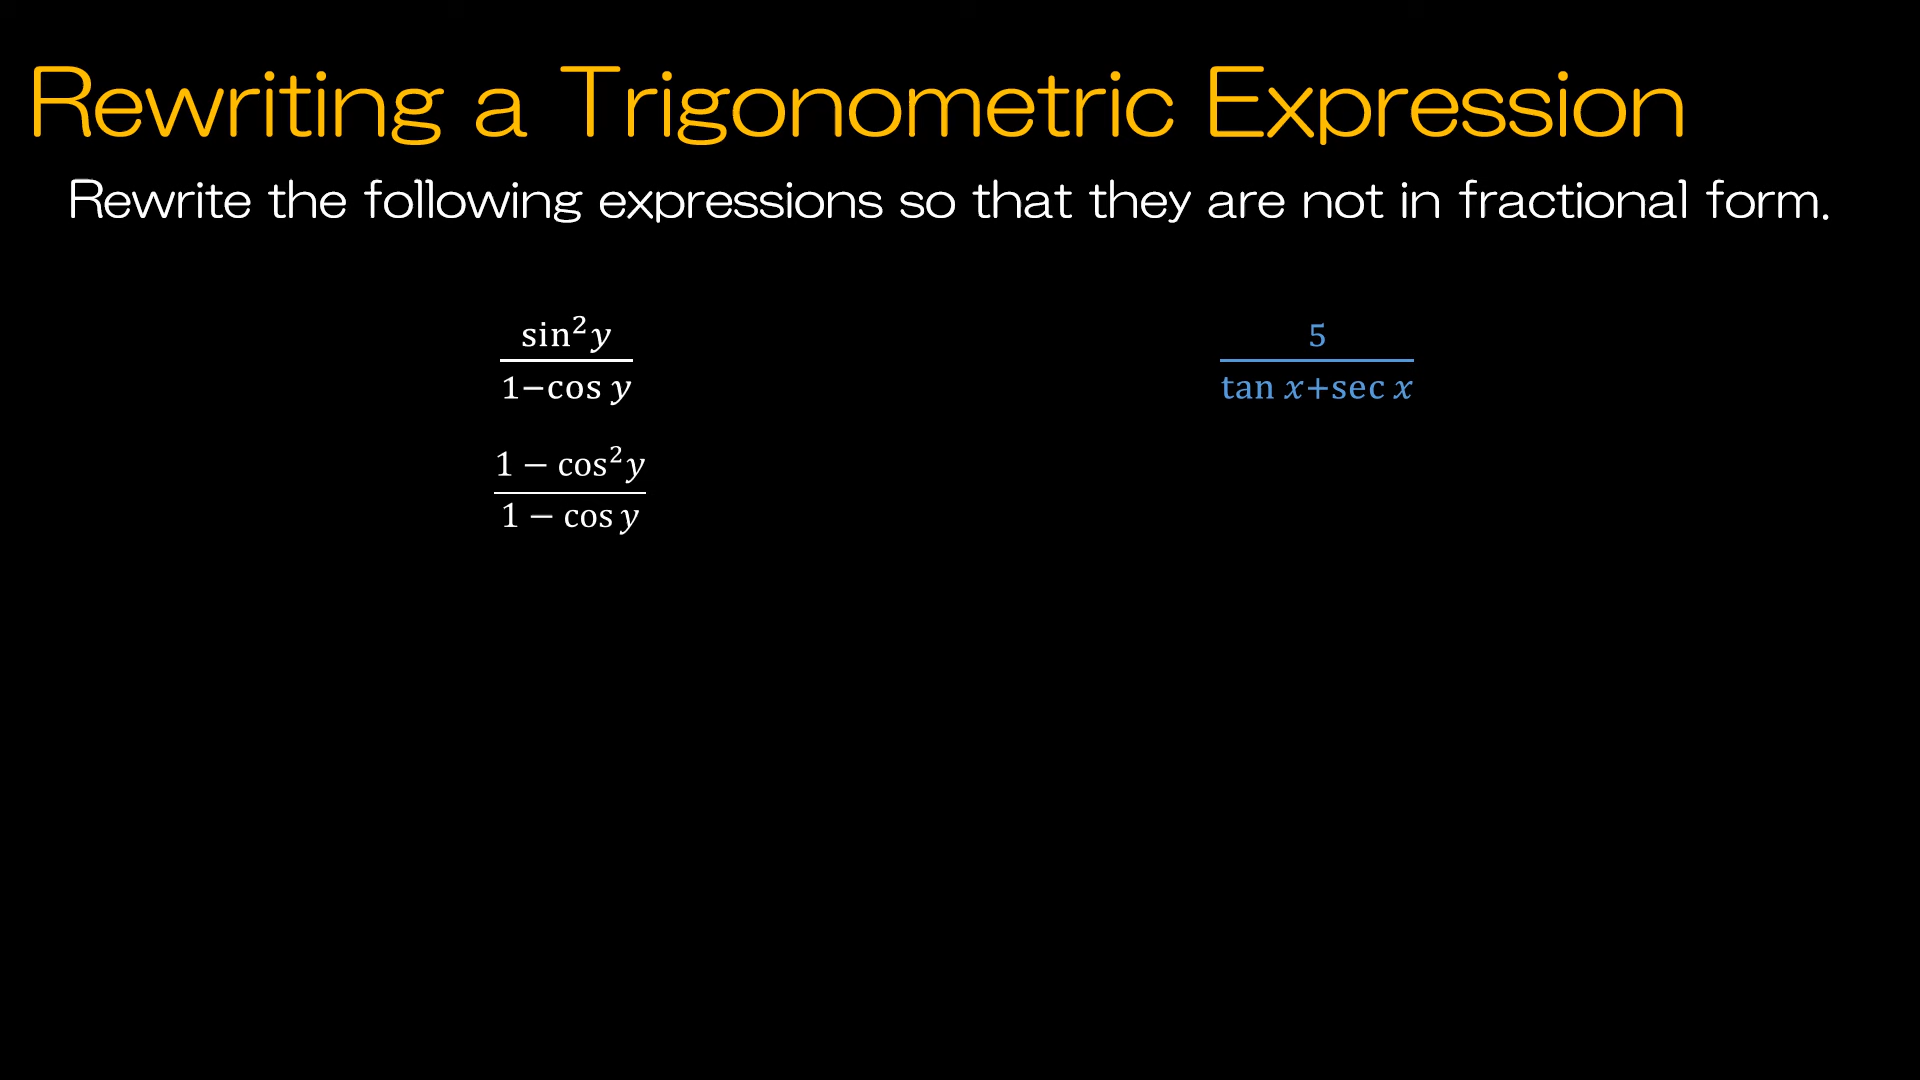 Rewriting a Trigonometric Expression
Rewrite the following expressions so that they are not in fractional form.
sin²y
1−cos y
5
tan x+sec x
1 − cos²y
1 − cos y